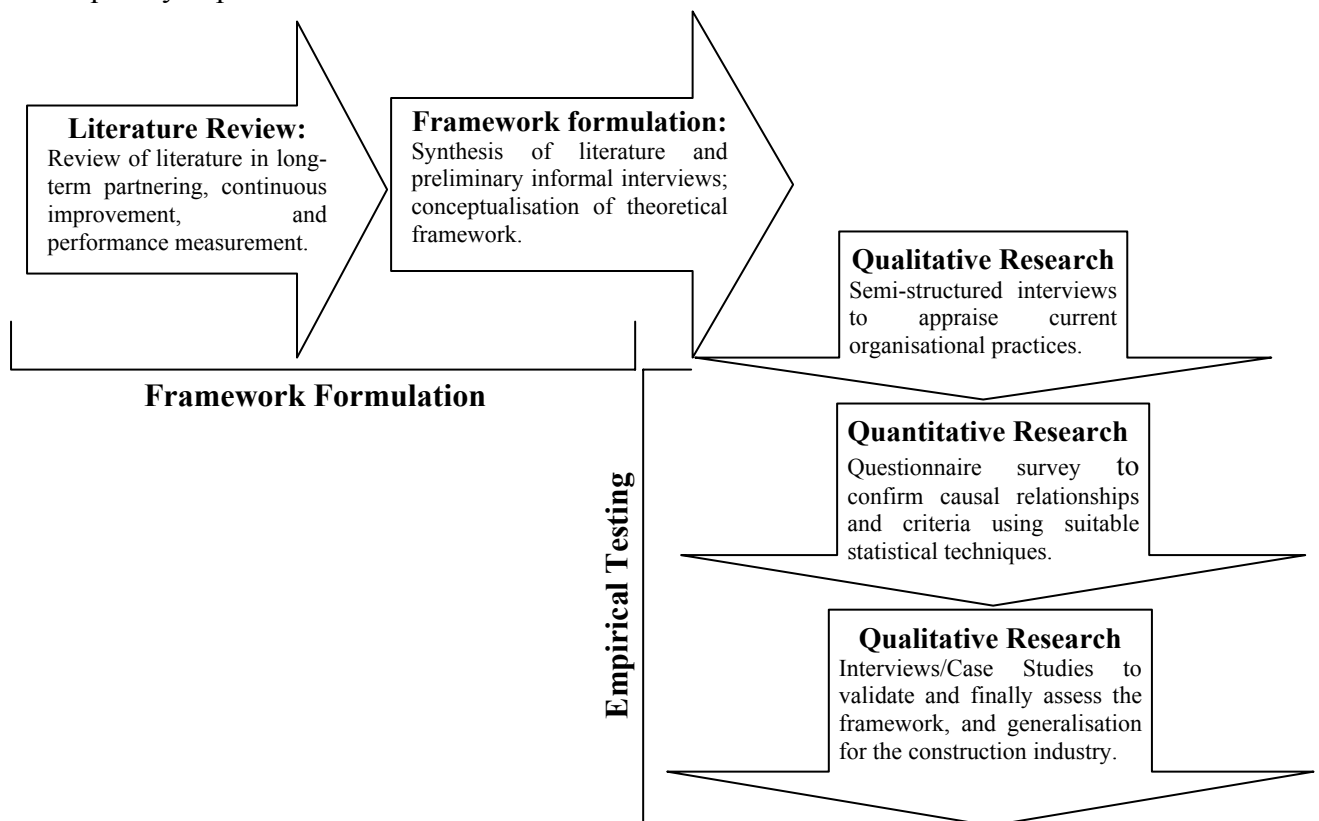 Literature Review:
Review of literature in long-
term partnering, continuous
improvement, and
performance measurement.
Framework formulation:
Synthesis of literature and
preliminary informal interviews;
conceptualisation of theoretical
framework.
Qualitative Research
Semi-structured interviews
to appraise current
organisational practices.
Framework Formulation
Quantitative Research
Questionnaire survey to
confirm causal relationships
and criteria using suitable
statistical techniques.
Empirical Testing
Qualitative Research
Interviews/Case Studies to
validate and finally assess the
framework, and generalisation
for the construction industry.